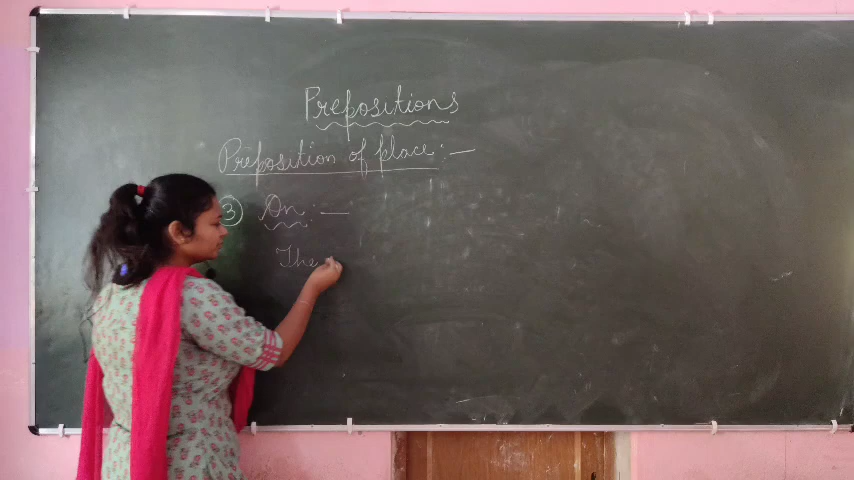 Prepositions
Preposition of place :-
3 On :-
The